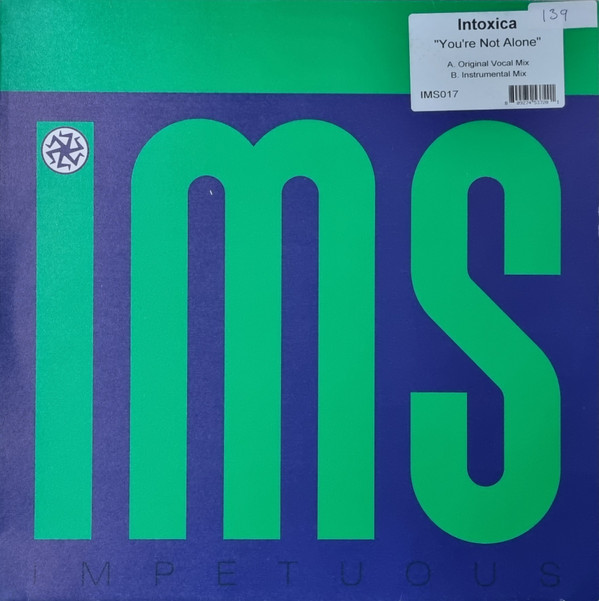 139
Intoxica
"You're Not Alone"
A. Original Vocal Mix
B. Instrumental Mix
IMS017
ims
IMPETUOUS